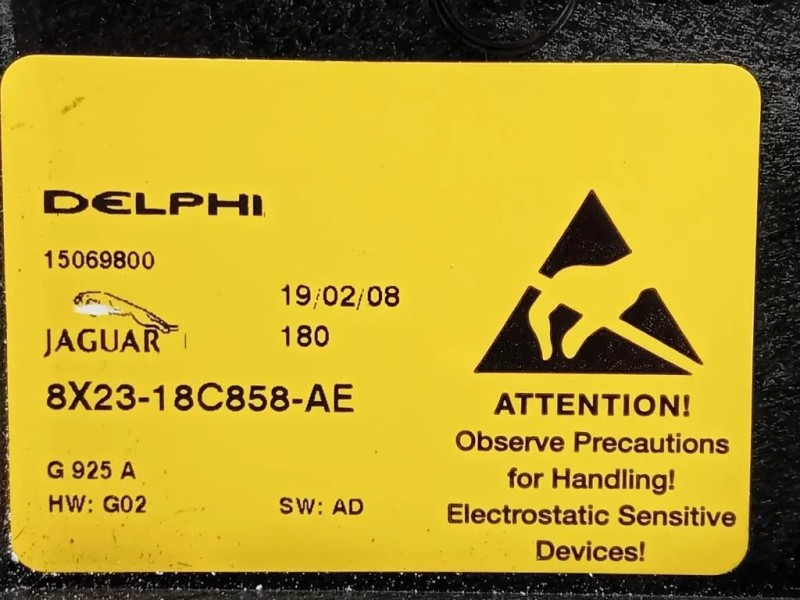 DELPHI
15069800
19/02/08
JAGUAR
180
8X23-18C858-AE
G 925 A
HW: G02
SW: AD
ATTENTION!
Observe Precautions
for Handling!
Electrostatic Sensitive
Devices!